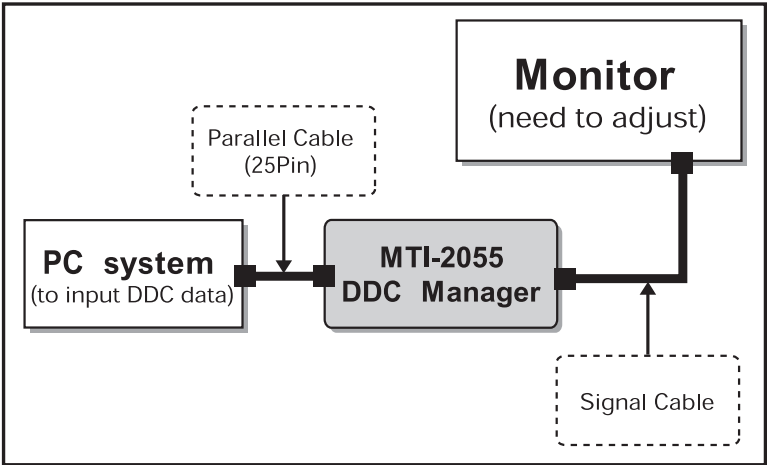 Monitor
(need to adjust)
Parallel Cable
(25Pin)
PC system
(to input DDC data)
MTI-2055
DDC Manager
Signal Cable